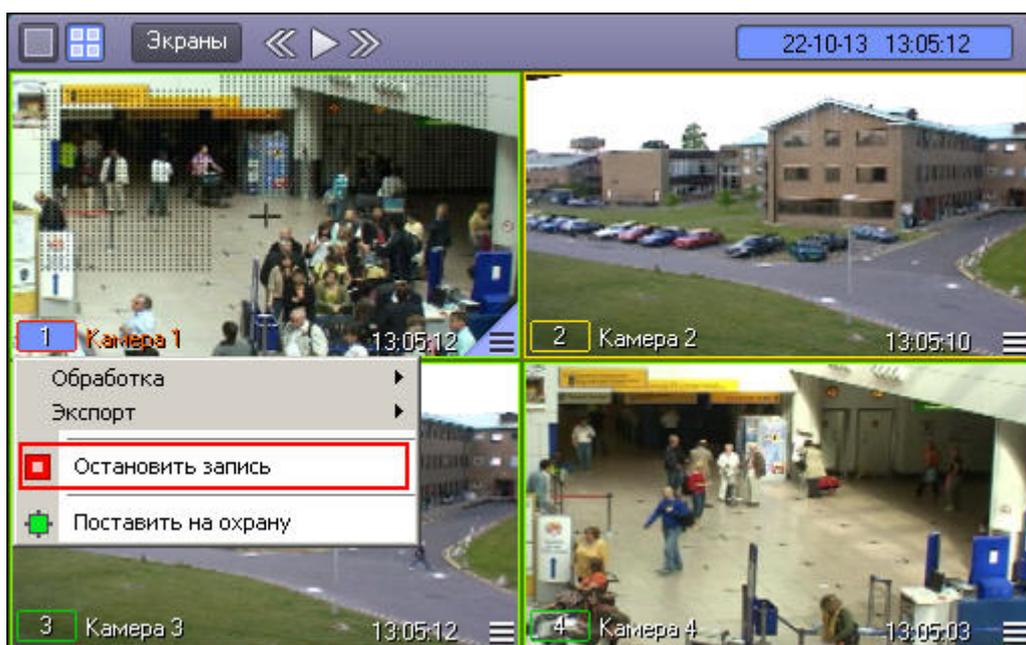 Экраны
22-10-13 13:05:12
1 Камера 1 13:05:12
2 Камера 2 13:05:10
Обработка
Экспорт
Остановить запись
Поставить на охрану
3 Камера 3 13:05:12
4 Камера 4 13:05:03